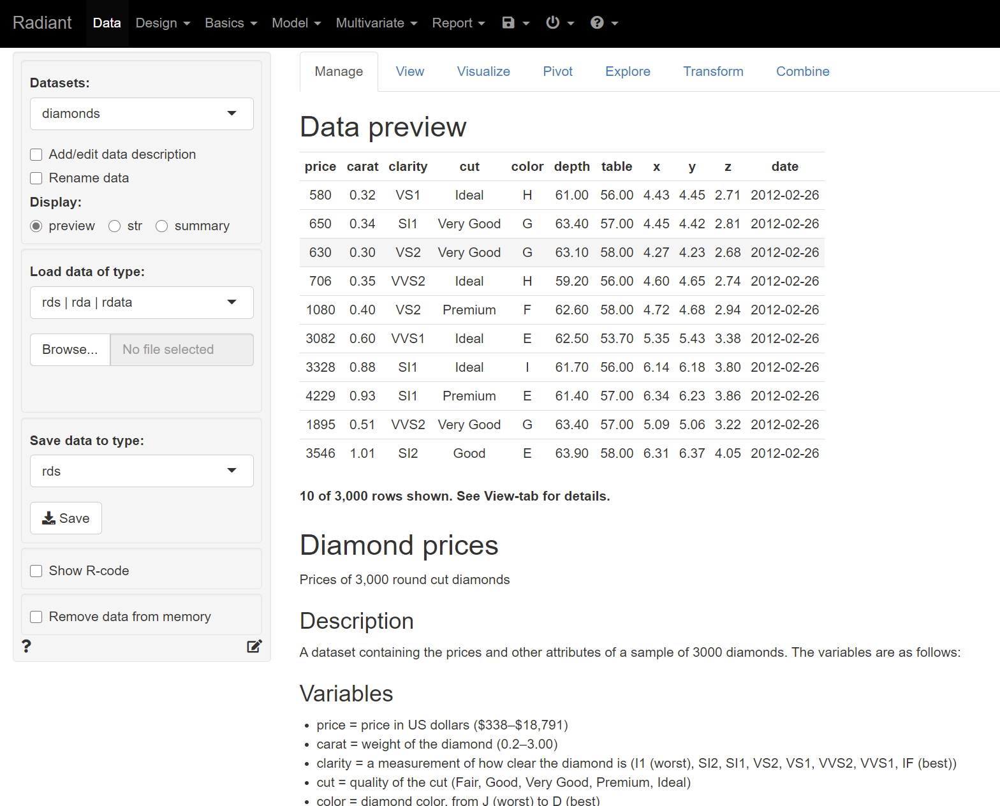 Radiant Data Design Basics Model Multivariate Report
Datasets:
diamonds
Add/edit data description
Rename data
Display:
preview str summary
Load data of type:
rds | rda | rdata
Browse... No file selected
Save data to type:
rds
Save
Show R-code
Remove data from memory
?
Manage View Visualize Pivot Explore Transform Combine
Data preview
price carat clarity cut color depth table x y z date
580 0.32 VS1 Ideal H 61.00 56.00 4.43 4.45 2.71 2012-02-26
650 0.34 SI1 Very Good G 63.40 57.00 4.45 4.42 2.81 2012-02-26
630 0.30 VS2 Very Good G 63.10 58.00 4.27 4.23 2.68 2012-02-26
706 0.35 VVS2 Ideal H 59.20 56.00 4.60 4.65 2.74 2012-02-26
1080 0.40 VS2 Premium F 62.60 58.00 4.72 4.68 2.94 2012-02-26
3082 0.60 VVS1 Ideal E 62.50 53.70 5.35 5.43 3.38 2012-02-26
3328 0.88 SI1 Ideal I 61.70 56.00 6.14 6.18 3.80 2012-02-26
4229 0.93 SI1 Premium E 61.40 57.00 6.34 6.23 3.86 2012-02-26
1895 0.51 VVS2 Very Good G 63.40 57.00 5.09 5.06 3.22 2012-02-26
3546 1.01 SI2 Good E 63.90 58.00 6.31 6.37 4.05 2012-02-26
10 of 3,000 rows shown. See View-tab for details.
Diamond prices
Prices of 3,000 round cut diamonds
Description
A dataset containing the prices and other attributes of a sample of 3000 diamonds. The variables are as follows:
Variables
• price = price in US dollars ($338–$18,791)
• carat = weight of the diamond (0.2–3.00)
• clarity = a measurement of how clear the diamond is (I1 (worst), SI2, SI1, VS2, VS1, VVS2, VVS1, IF (best))
• cut = quality of the cut (Fair, Good, Very Good, Premium, Ideal)
• color = diamond color, from J (worst) to D (best)